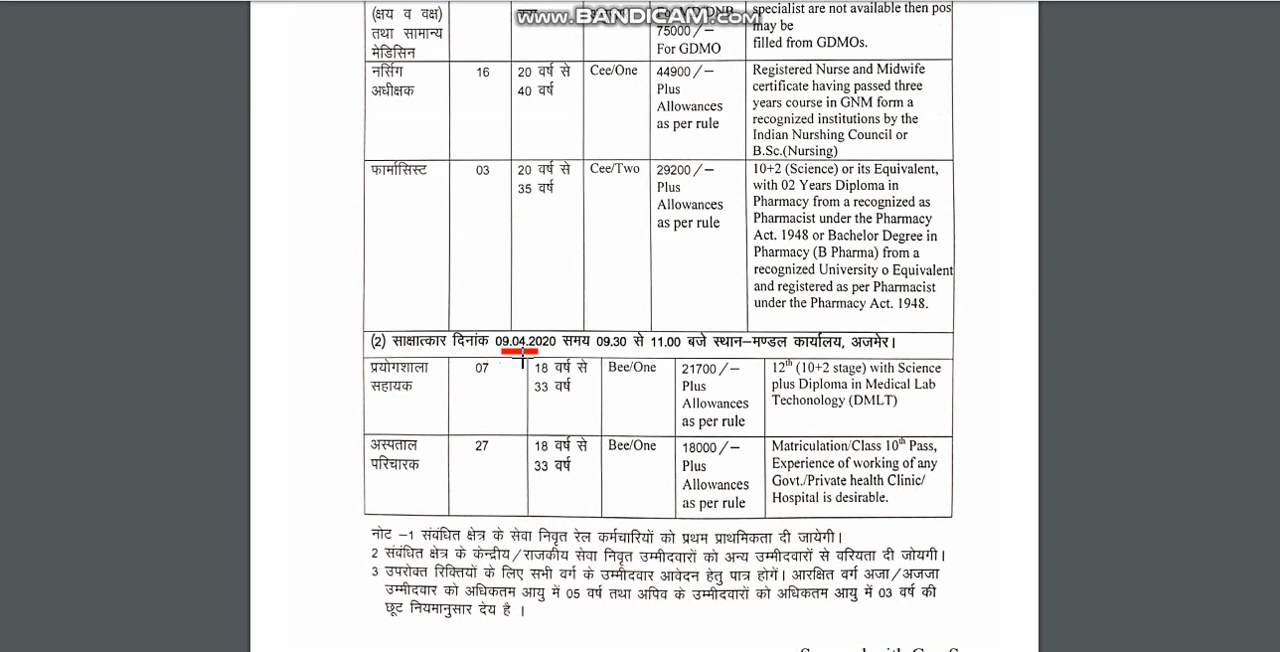 www.BANDICAM.com
(क्षय व वक्ष)
तथा सामान्य
मेडिसिन
75000/–
For GDMO
specialist are not available then pos
may be
filled from GDMOs.
नर्सिग
अधीक्षक
16
20 वर्ष से
40 वर्ष
Cee/One
44900/–
Plus
Allowances
as per rule
Registered Nurse and Midwife
certificate having passed three
years course in GNM form a
recognized institutions by the
Indian Nurshing Council or
B.Sc.(Nursing)
फार्मासिस्ट
03
20 वर्ष से
35 वर्ष
Cee/Two
29200/–
Plus
Allowances
as per rule
10+2 (Science) or its Equivalent,
with 02 Years Diploma in
Pharmacy from a recognized as
Pharmacist under the Pharmacy
Act. 1948 or Bachelor Degree in
Pharmacy (B Pharma) from a
recognized University o Equivalent
and registered as per Pharmacist
under the Pharmacy Act. 1948.
(2) साक्षात्कार दिनांक 09.04.2020 समय 09.30 से 11.00 बजे स्थान–मण्डल कार्यालय, अजमेर।
प्रयोगशाला
सहायक
07
18 वर्ष से
33 वर्ष
Bee/One
21700/–
Plus
Allowances
as per rule
12th (10+2 stage) with Science
plus Diploma in Medical Lab
Techonology (DMLT)
अस्पताल
परिचारक
27
18 वर्ष से
33 वर्ष
Bee/One
18000/–
Plus
Allowances
as per rule
Matriculation/Class 10th Pass,
Experience of working of any
Govt./Private health Clinic/
Hospital is desirable.
नोट –1 संबंधित क्षेत्र के सेवा निवृत रेल कर्मचारियों को प्रथम प्राथमिकता दी जायेगी।
2 संबंधित क्षेत्र के केन्द्रीय/राजकीय सेवा निवृत उम्मीदवारों को अन्य उम्मीदवारों से वरियता दी जोयगी।
3 उपरोक्त रिक्तियों के लिए सभी वर्ग के उम्मीदवार आवेदन हेतु पात्र होगें। आरक्षित वर्ग अजा/अजजा
उम्मीदवार को अधिकतम आयु में 05 वर्ष तथा अपिव के उम्मीदवारों को अधिकतम आयु में 03 वर्ष की
छूट नियमानुसार देय है ।